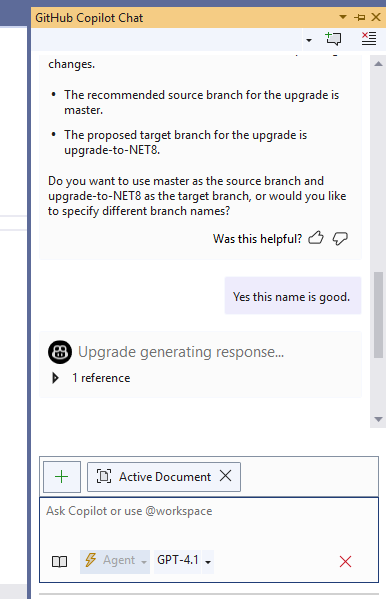 GitHub Copilot Chat
changes.
• The recommended source branch for the upgrade is
master.
• The proposed target branch for the upgrade is
upgrade-to-NET8.
Do you want to use master as the source branch and
upgrade-to-NET8 as the target branch, or would you like
to specify different branch names?
Was this helpful?
Yes this name is good.
Upgrade generating response...
1 reference
Active Document
Ask Copilot or use @workspace
Agent
GPT-4.1